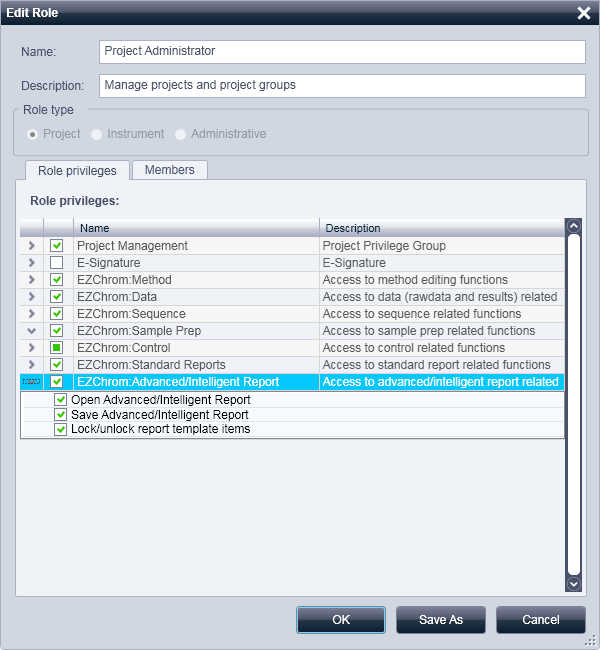 Edit Role
Name: Project Administrator
Description: Manage projects and project groups
Role type
Project Instrument Administrative
Role privileges Members
Role privileges:
Name Description
Project Management Project Privilege Group
E-Signature E-Signature
EZChrom:Method Access to method editing functions
EZChrom:Data Access to data (rawdata and results) related
EZChrom:Sequence Access to sequence related functions
EZChrom:Sample Prep Access to sample prep related functions
EZChrom:Control Access to control related functions
EZChrom:Standard Reports Access to standard report related functions
EZChrom:Advanced/Intelligent Report Access to advanced/intelligent report related
Open Advanced/Intelligent Report
Save Advanced/Intelligent Report
Lock/unlock report template items
OK Save As Cancel